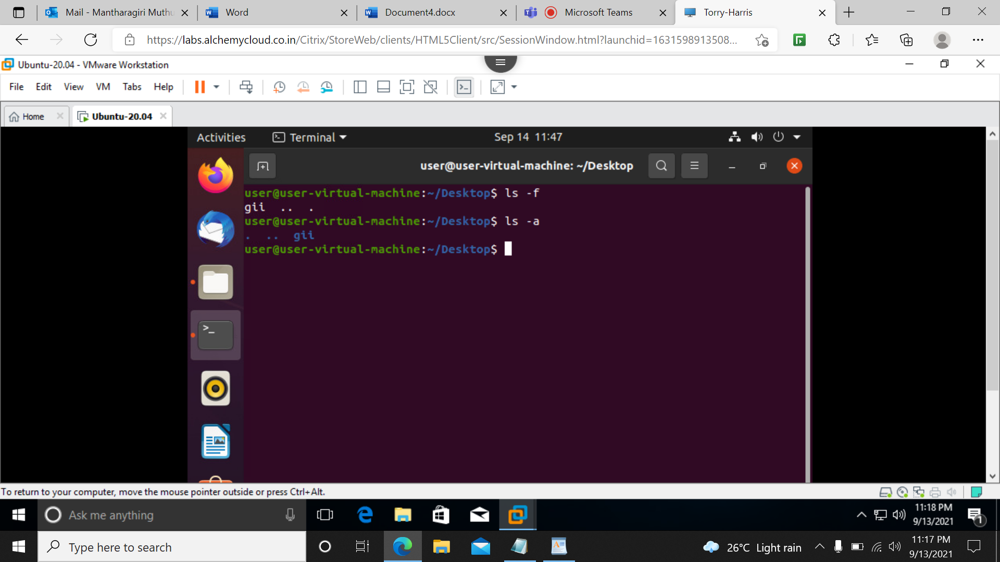 Mail - Mantharagiri Muthu
Word
Document4.docx
Microsoft Teams
Torry-Harris
https://labs.alchemycloud.co.in/Citrix/StoreWeb/clients/HTML5Client/src/SessionWindow.html?launchid=1631598913508...
Ubuntu-20.04 - VMware Workstation
File Edit View VM Tabs Help
Home
Ubuntu-20.04
Activities
Terminal
Sep 14 11:47
user@user-virtual-machine: ~/Desktop
user@user-virtual-machine:~/Desktop$ ls -f
gii .. .
user@user-virtual-machine:~/Desktop$ ls -a
. .. gii
user@user-virtual-machine:~/Desktop$
To return to your computer, move the mouse pointer outside or press Ctrl+Alt.
Ask me anything
11:18 PM
9/13/2021
1
Type here to search
26°C Light rain
11:17 PM
9/13/2021